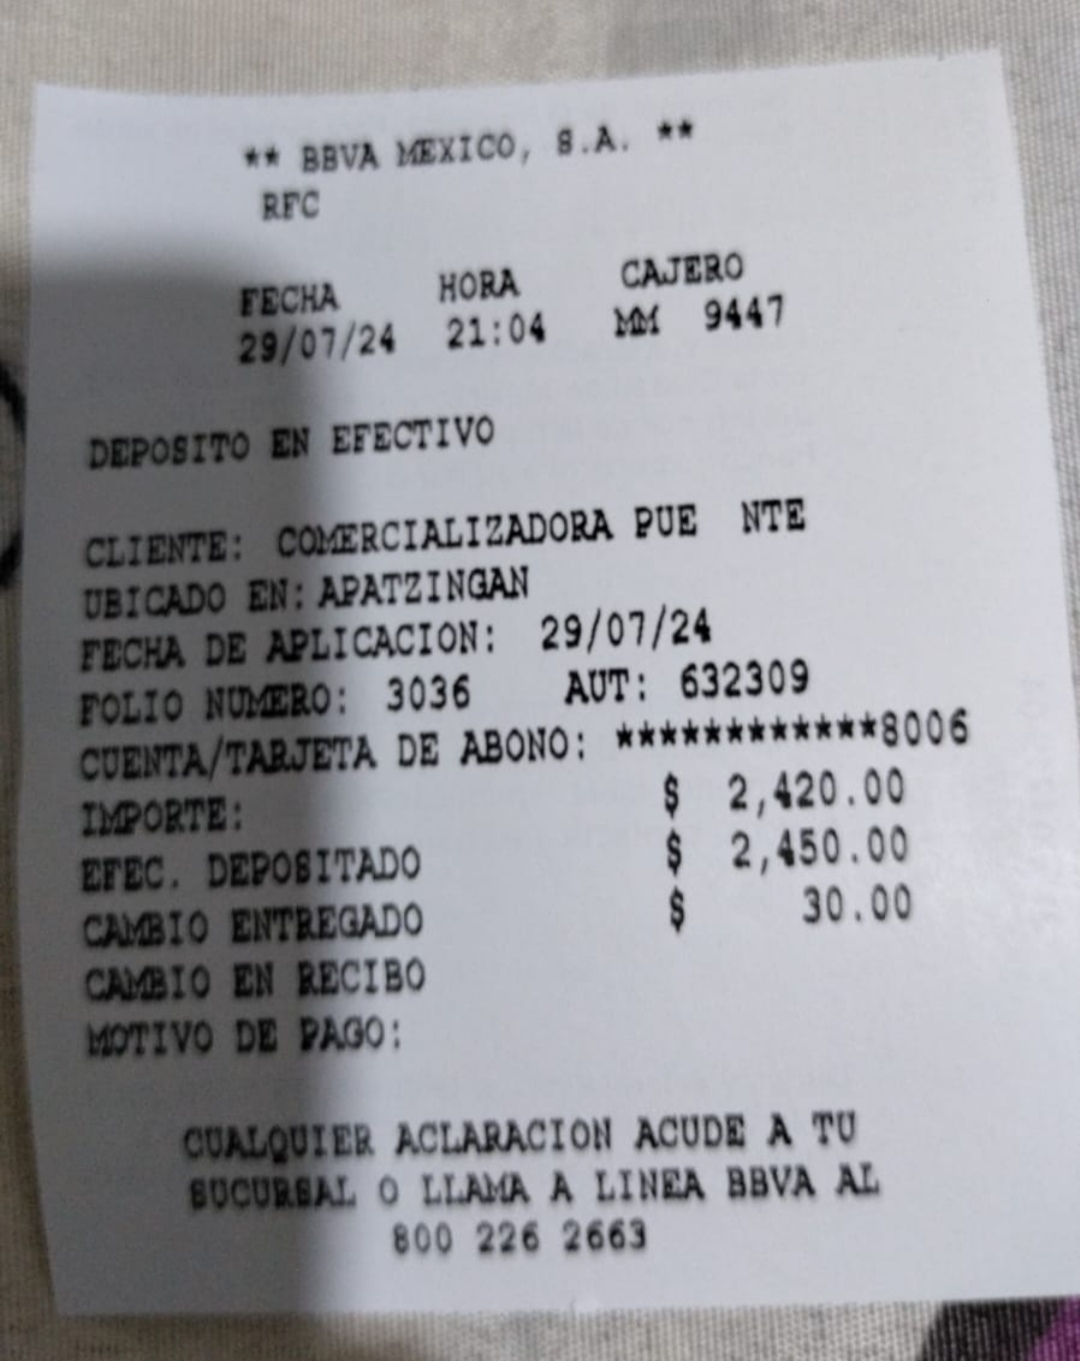 ** BBVA MEXICO, S.A. **
RFC
FECHA HORA CAJERO
29/07/24 21:04 MM 9447
DEPOSITO EN EFECTIVO
CLIENTE: COMERCIALIZADORA PUE NTE
UBICADO EN: APATZINGAN
FECHA DE APLICACION: 29/07/24
FOLIO NUMERO: 3036 AUT: 632309
CUENTA/TARJETA DE ABONO: ************8006
IMPORTE: $ 2,420.00
EFEC. DEPOSITADO $ 2,450.00
CAMBIO ENTREGADO $ 30.00
CAMBIO EN RECIBO
MOTIVO DE PAGO:
CUALQUIER ACLARACION ACUDE A TU
SUCURSAL O LLAMA A LINEA BBVA AL
800 226 2663